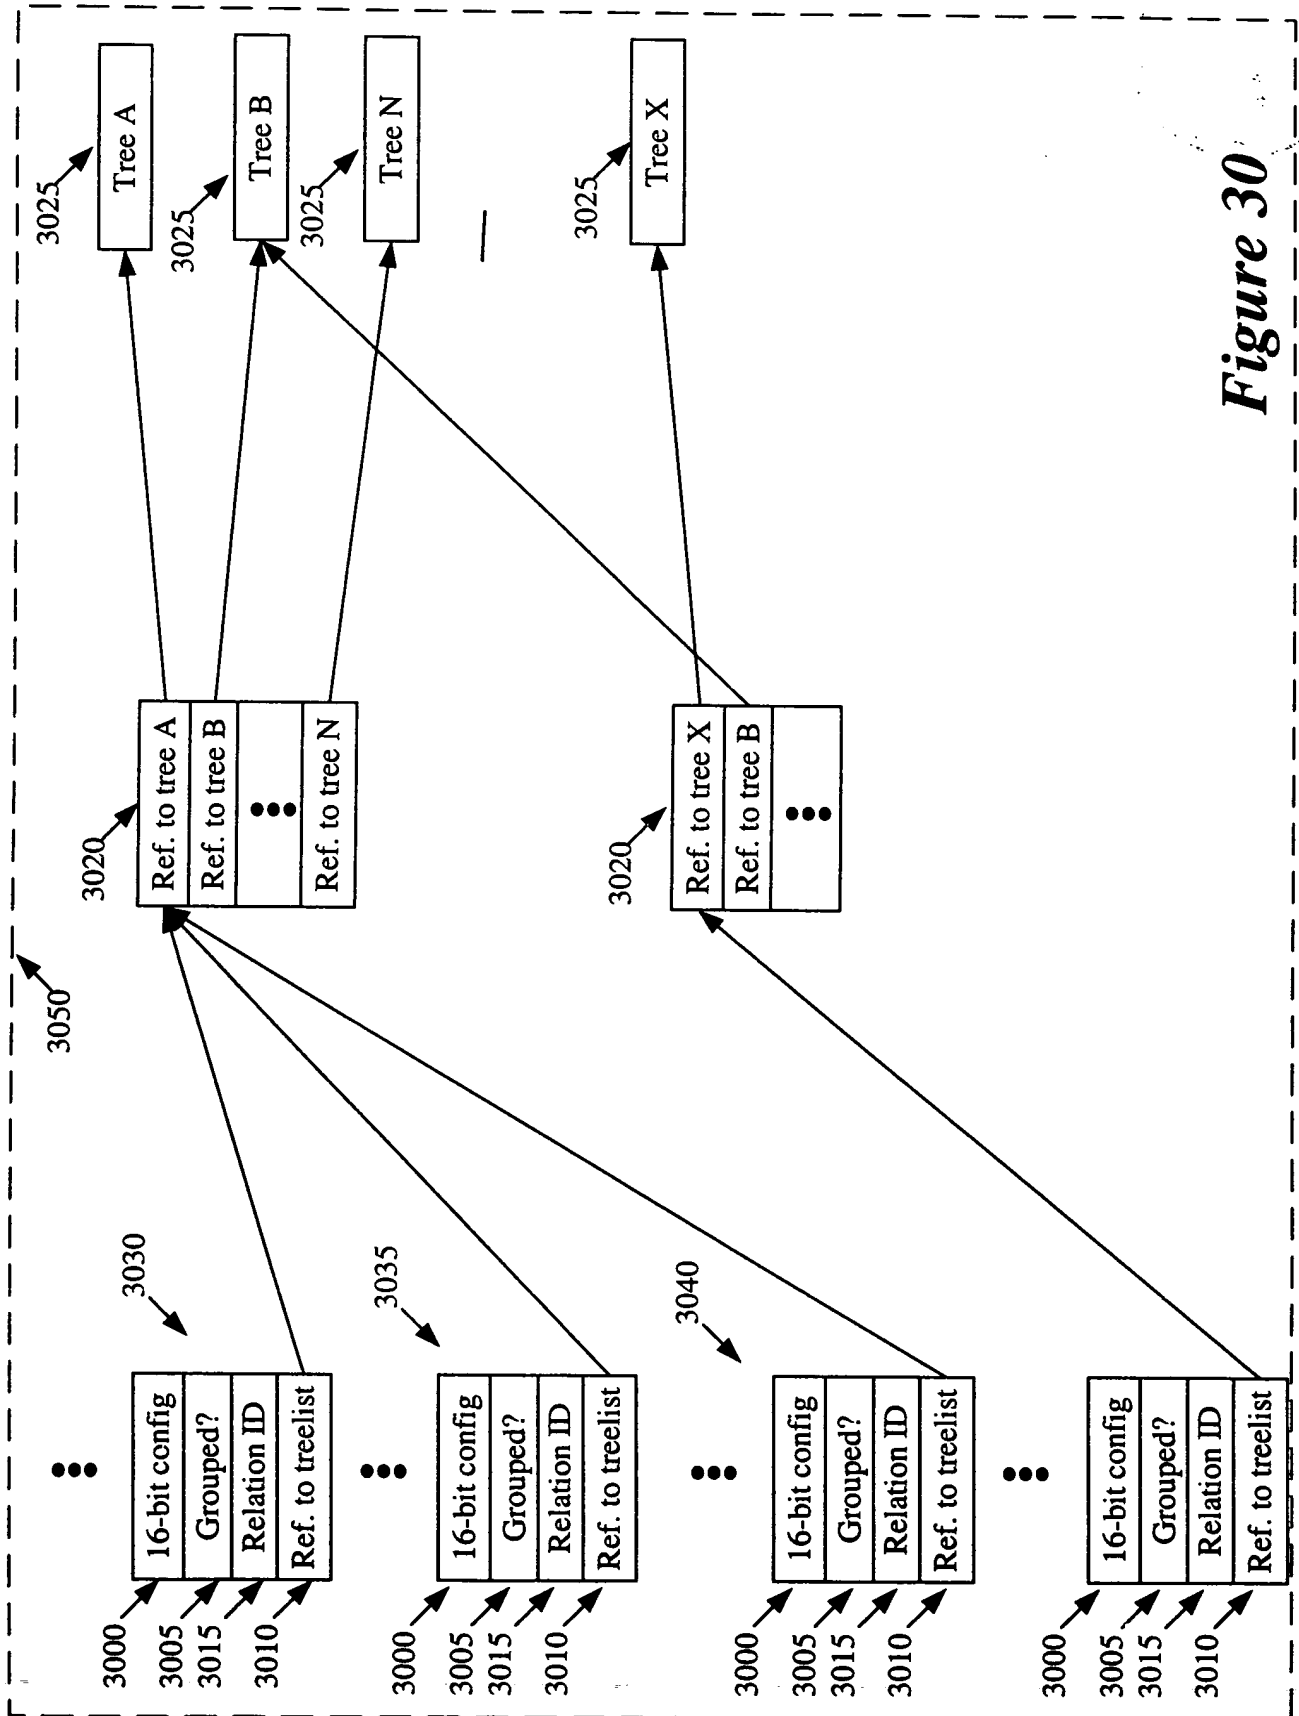 3050
3000
3005
3015
3010
16-bit config
Grouped?
Relation ID
Ref. to treelist
3030
3000
3005
3015
3010
16-bit config
Grouped?
Relation ID
Ref. to treelist
3035
3000
3005
3015
3010
16-bit config
Grouped?
Relation ID
Ref. to treelist
3040
3000
3005
3015
3010
16-bit config
Grouped?
Relation ID
Ref. to treelist
3020
Ref. to tree A
Ref. to tree B
Ref. to tree N
3020
Ref. to tree X
Ref. to tree B
3025
Tree A
3025
Tree B
3025
Tree N
3025
Tree X
Figure 30